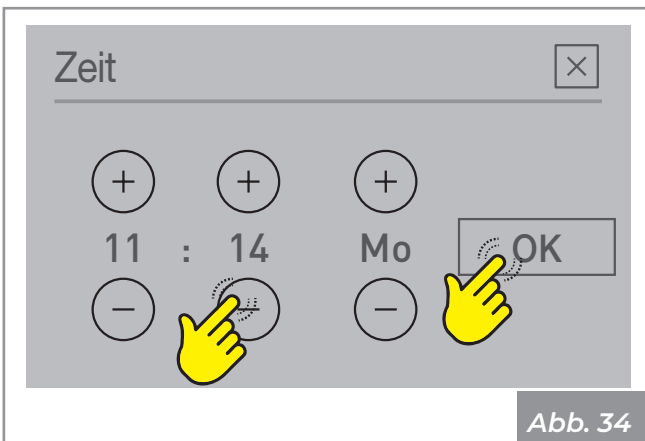 Zeit ×
+ + +
11 : 14 Mo OK
− − −
Abb. 34